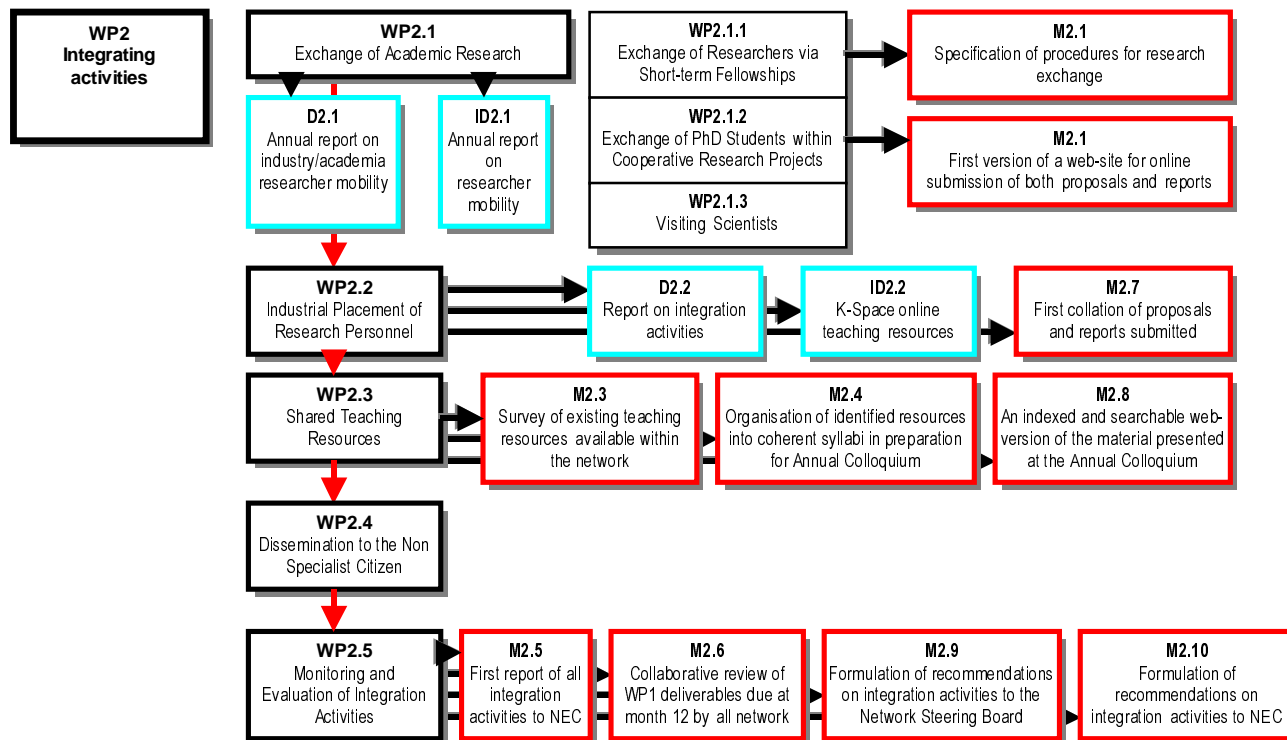 WP2
Integrating
activities
WP2.1
Exchange of Academic Research
D2.1
Annual report on
industry/academia
researcher mobility
ID2.1
Annual report
on
researcher
mobility
WP2.1.1
Exchange of Researchers via
Short-term Fellowships
WP2.1.2
Exchange of PhD Students within
Cooperative Research Projects
WP2.1.3
Visiting Scientists
M2.1
Specification of procedures for research
exchange
M2.1
First version of a web-site for online
submission of both proposals and reports
WP2.2
Industrial Placement of
Research Personnel
D2.2
Report on integration
activities
ID2.2
K-Space online
teaching resources
M2.7
First collation of proposals
and reports submitted
WP2.3
Shared Teaching
Resources
M2.3
Survey of existing teaching
resources available within
the network
M2.4
Organisation of identified resources
into coherent syllabi in preparation
for Annual Colloquium
M2.8
An indexed and searchable web-
version of the material presented
at the Annual Colloquium
WP2.4
Dissemination to the Non
Specialist Citizen
WP2.5
Monitoring and
Evaluation of Integration
Activities
M2.5
First report of all
integration
activities to NEC
M2.6
Collaborative review of
WP1 deliverables due at
month 12 by all network
M2.9
Formulation of recommendations
on integration activities to the
Network Steering Board
M2.10
Formulation of
recommendations on
integration activities to NEC